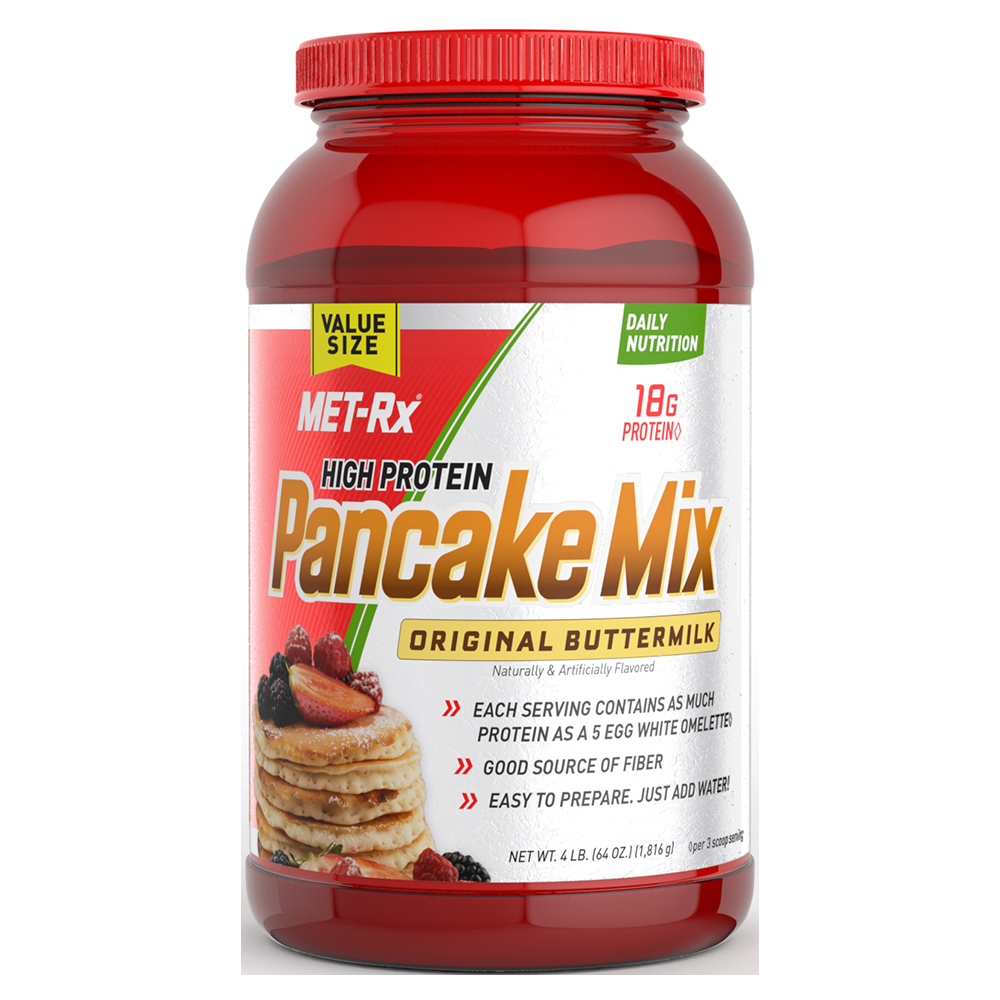 VALUE
SIZE
DAILY
NUTRITION
MET-Rx®
18G
PROTEIN◊
HIGH PROTEIN
Pancake Mix
ORIGINAL BUTTERMILK
Naturally & Artificially Flavored
» EACH SERVING CONTAINS AS MUCH
PROTEIN AS A 5 EGG WHITE OMELETTE◊
» GOOD SOURCE OF FIBER
» EASY TO PREPARE. JUST ADD WATER!
NET WT. 4 LB. (64 OZ.) (1,816 g) ◊per 3 scoop serving